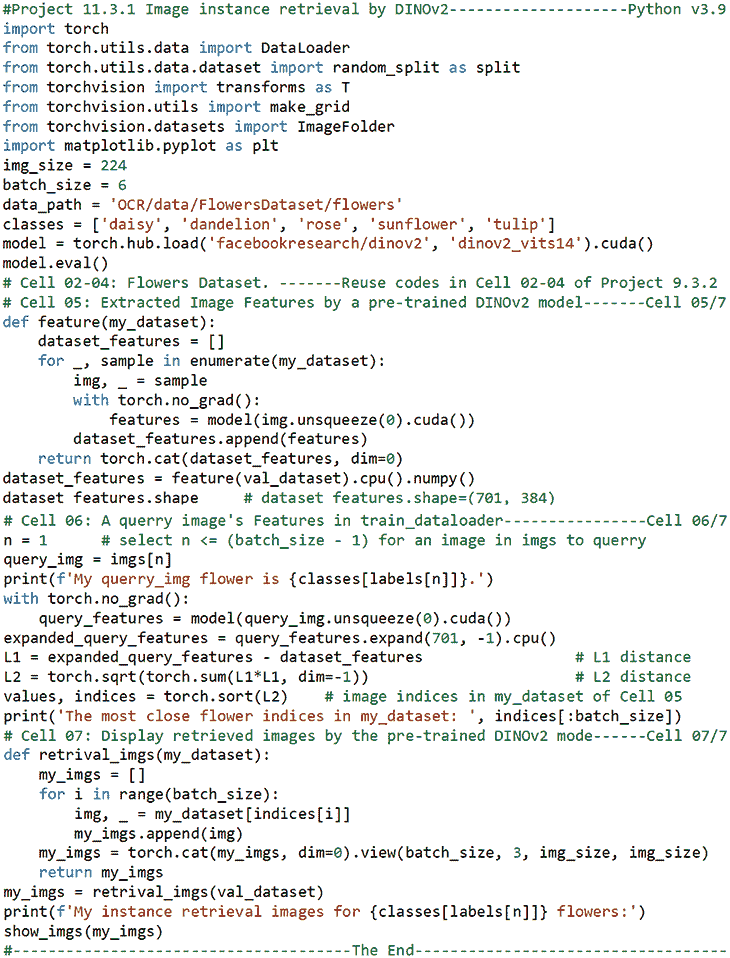 #Project 11.3.1 Image instance retrieval by DINOv2--------------------Python v3.9
import torch
from torch.utils.data import DataLoader
from torch.utils.data.dataset import random_split as split
from torchvision import transforms as T
from torchvision.utils import make_grid
from torchvision.datasets import ImageFolder
import matplotlib.pyplot as plt
img_size = 224
batch_size = 6
data_path = 'OCR/data/FlowersDataset/flowers'
classes = ['daisy', 'dandelion', 'rose', 'sunflower', 'tulip']
model = torch.hub.load('facebookresearch/dinov2', 'dinov2_vits14').cuda()
model.eval()
# Cell 02-04: Flowers Dataset. -------Reuse codes in Cell 02-04 of Project 9.3.2
# Cell 05: Extracted Image Features by a pre-trained DINOv2 model-------Cell 05/7
def feature(my_dataset):
    dataset_features = []
    for _, sample in enumerate(my_dataset):
        img, _ = sample
        with torch.no_grad():
            features = model(img.unsqueeze(0).cuda())
        dataset_features.append(features)
    return torch.cat(dataset_features, dim=0)
dataset_features = feature(val_dataset).cpu().numpy()
dataset features.shape     # dataset features.shape=(701, 384)
# Cell 06: A querry image's Features in train_dataloader----------------Cell 06/7
n = 1      # select n <= (batch_size - 1) for an image in imgs to querry
query_img = imgs[n]
print(f'My querry_img flower is {classes[labels[n]]}.')
with torch.no_grad():
    query_features = model(query_img.unsqueeze(0).cuda())
expanded_query_features = query_features.expand(701, -1).cpu()
L1 = expanded_query_features - dataset_features                 # L1 distance
L2 = torch.sqrt(torch.sum(L1*L1, dim=-1))                       # L2 distance
values, indices = torch.sort(L2)    # image indices in my_dataset of Cell 05
print('The most close flower indices in my_dataset: ', indices[:batch_size])
# Cell 07: Display retrieved images by the pre-trained DINOv2 mode------Cell 07/7
def retrival_imgs(my_dataset):
    my_imgs = []
    for i in range(batch_size):
        img, _ = my_dataset[indices[i]]
        my_imgs.append(img)
    my_imgs = torch.cat(my_imgs, dim=0).view(batch_size, 3, img_size, img_size)
    return my_imgs
my_imgs = retrival_imgs(val_dataset)
print(f'My instance retrieval images for {classes[labels[n]]} flowers:')
show_imgs(my_imgs)
#--------------------------------------The End-----------------------------------